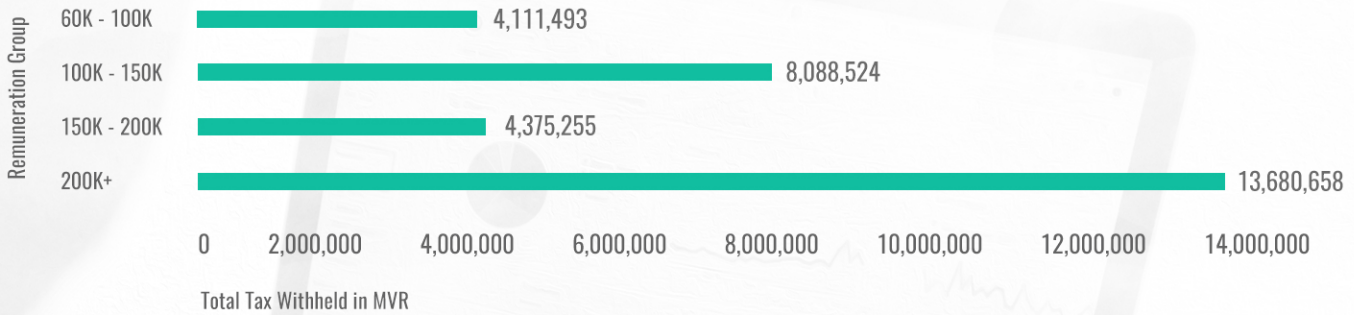 Remuneration Group
60K - 100K 4,111,493
100K - 150K 8,088,524
150K - 200K 4,375,255
200K+ 13,680,658
0 2,000,000 4,000,000 6,000,000 8,000,000 10,000,000 12,000,000 14,000,000
Total Tax Withheld in MVR